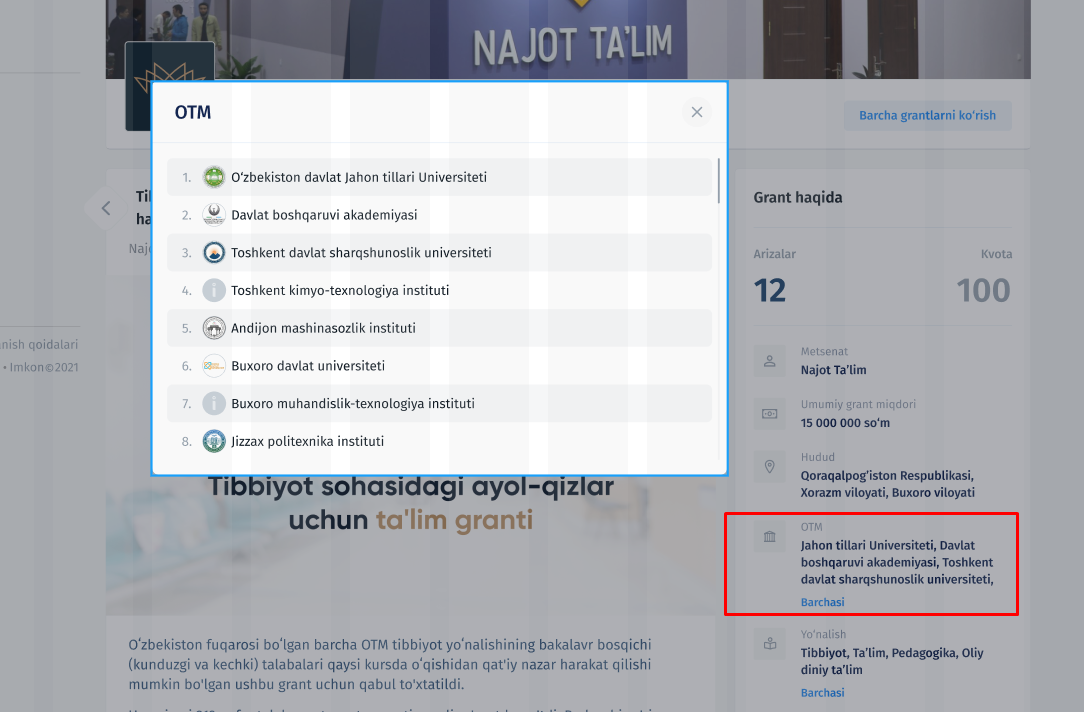 NAJOT TA'LIM
Barcha grantlarni ko‘rish
OTM
1. O‘zbekiston davlat Jahon tillari Universiteti
2. Davlat boshqaruvi akademiyasi
3. Toshkent davlat sharqshunoslik universiteti
4. Toshkent kimyo-texnologiya instituti
5. Andijon mashinasozlik instituti
6. Buxoro davlat universiteti
7. Buxoro muhandislik-texnologiya instituti
8. Jizzax politexnika instituti
qoidalari
• Imkon©2021
Tibbiyot sohasidagi ayol-qizlar
uchun ta'lim granti
O‘zbekiston fuqarosi bo‘lgan barcha OTM tibbiyot yo‘nalishining bakalavr bosqichi
(kunduzgi va kechki) talabalari qaysi kursda o‘qishidan qat'iy nazar harakat qilishi
mumkin bo'lgan ushbu grant uchun qabul to'xtatildi.
Grant haqida
Arizalar Kvota
12 100
Metsenat
Najot Ta’lim
Umumiy grant miqdori
15 000 000 so‘m
Hudud
Qoraqalpog‘iston Respublikasi,
Xorazm viloyati, Buxoro viloyati
OTM
Jahon tillari Universiteti, Davlat
boshqaruvi akademiyasi, Toshkent
davlat sharqshunoslik universiteti,
Barchasi
Yo‘nalish
Tibbiyot, Ta’lim, Pedagogika, Oliy
diniy ta’lim
Barchasi